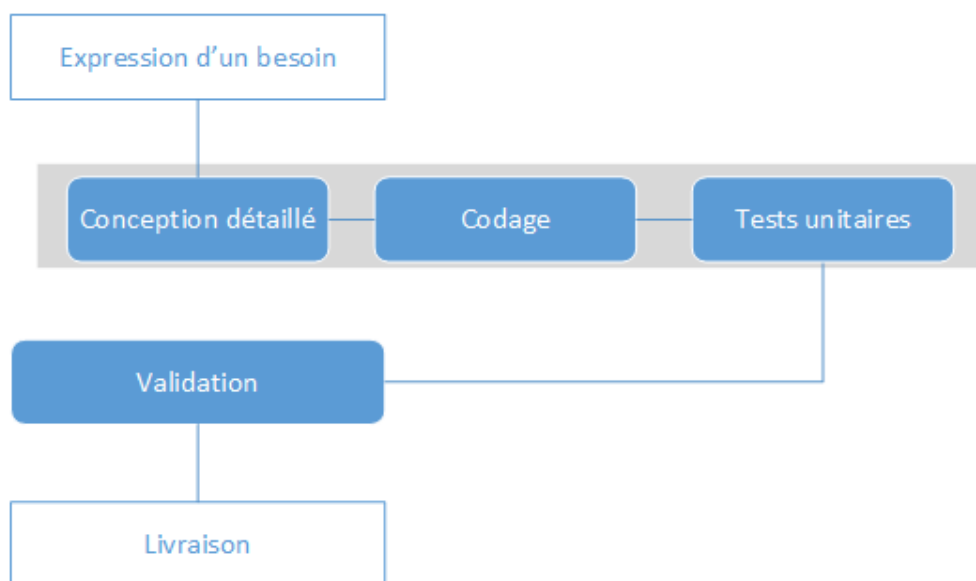 Expression d’un besoin
Conception détaillé
Codage
Tests unitaires
Validation
Livraison